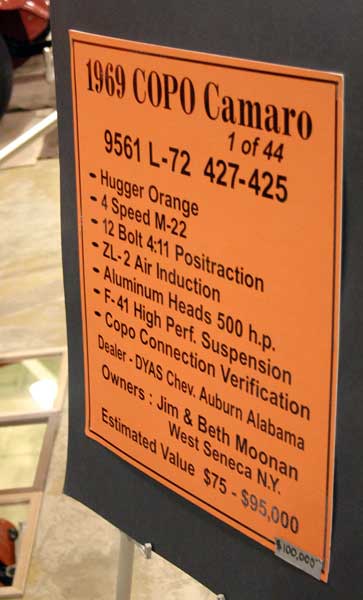 1969 COPO Camaro
1 of 44
9561 L-72 427-425
- Hugger Orange
- 4 Speed M-22
- 12 Bolt 4:11 Positraction
- ZL-2 Air Induction
- Aluminum Heads 500 h.p.
- F-41 High Perf. Suspension
- Copo Connection Verification
Dealer - DYAS Chev. Auburn Alabama
Owners : Jim & Beth Moonan
West Seneca N.Y.
Estimated Value $75 - $95,000
$100,000